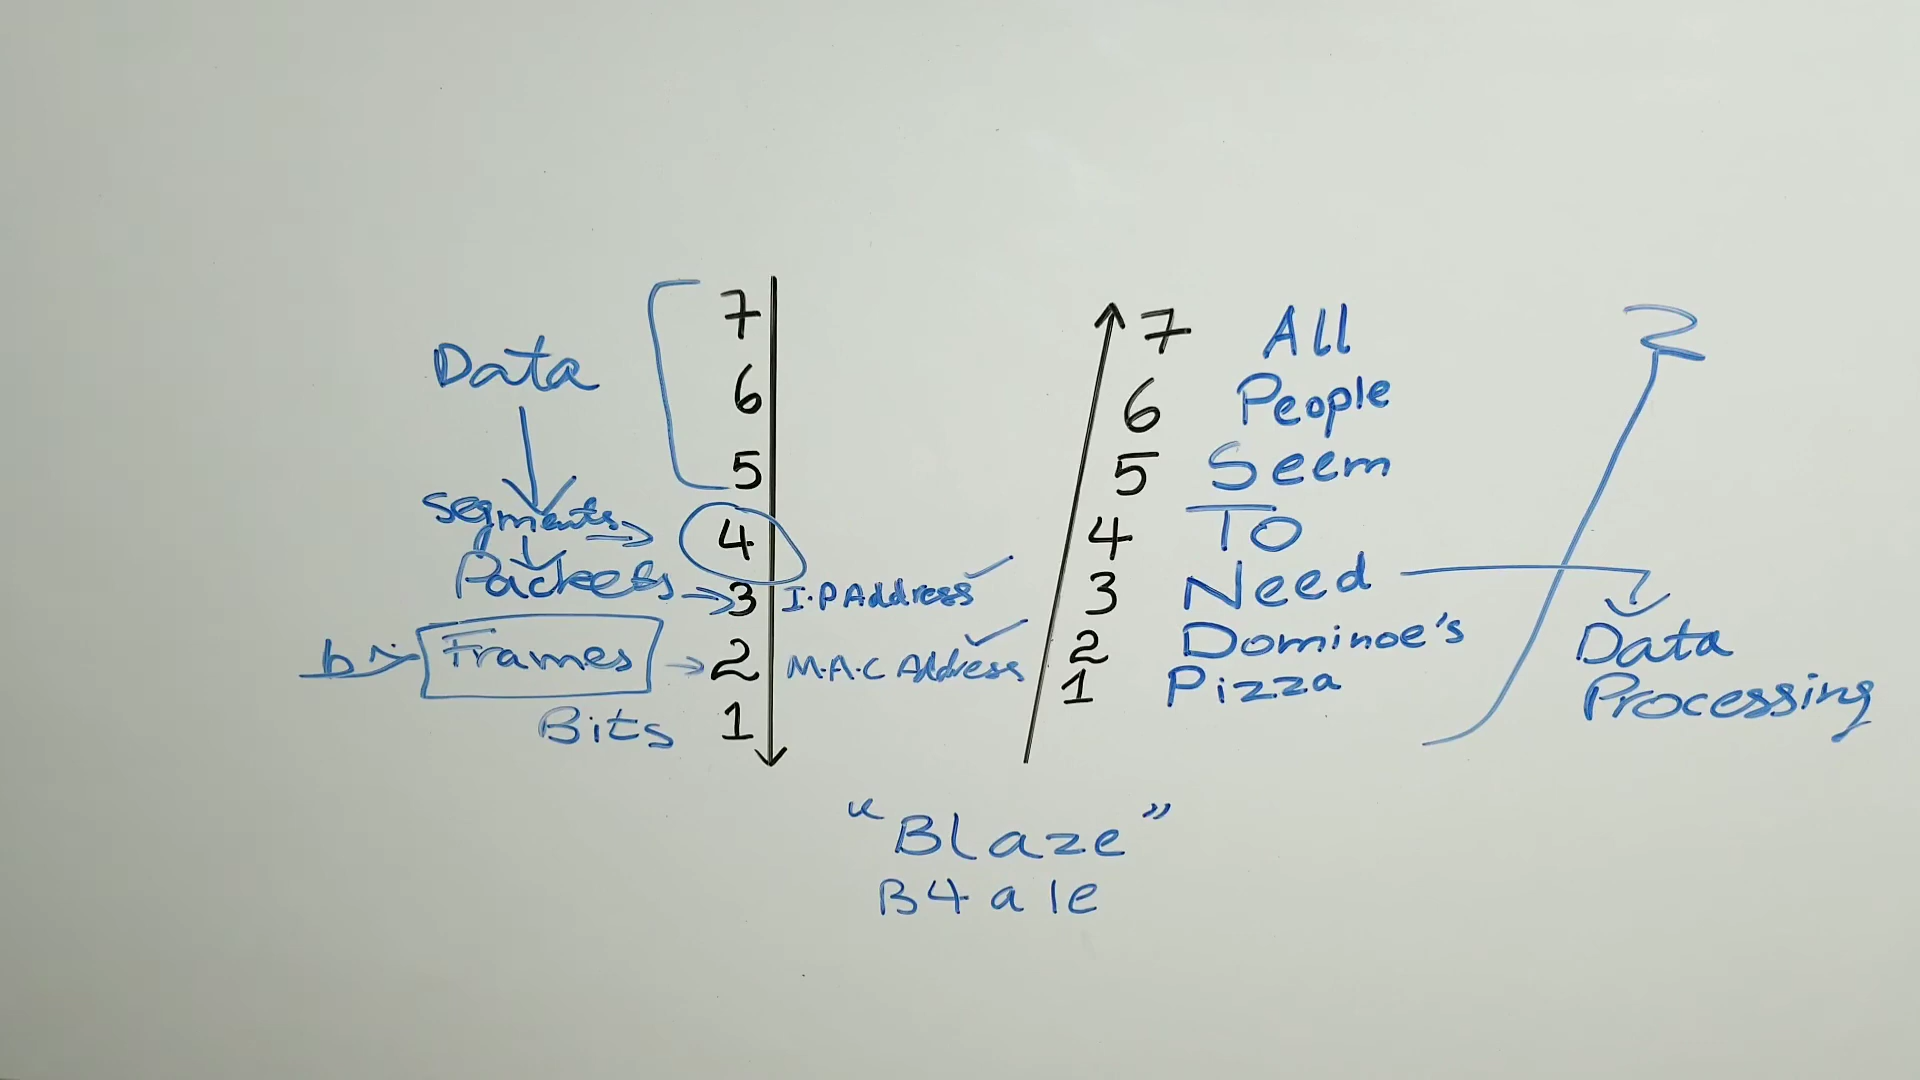 7
Data
6
5
Segments
4
Packets
3 I.P Address
b
Frames
2 M.A.C Address
Bits
1
7 All
6 People
5 Seem
4 To
3 Need
2 Dominoe's
1 Pizza
Data
Processing
"Blaze"
B4a1e